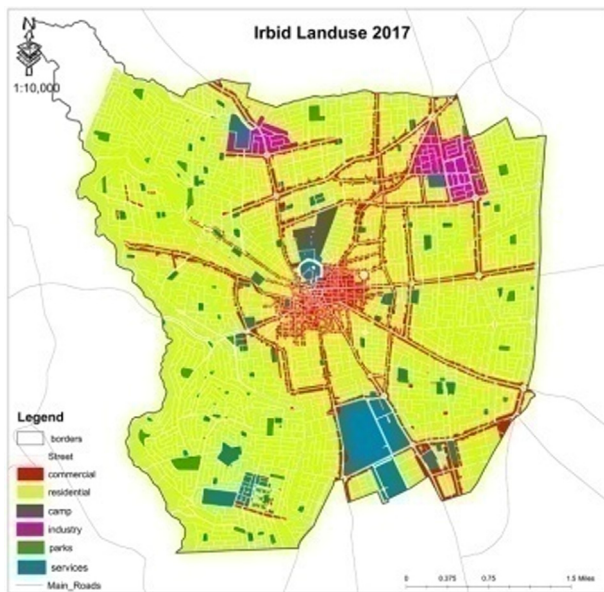 Irbid Landuse 2017
N
1:10,000
Legend
borders
Street
commercial
residential
camp
industry
parks
services
Main_Roads
0 0.375 0.75 1.5 Miles